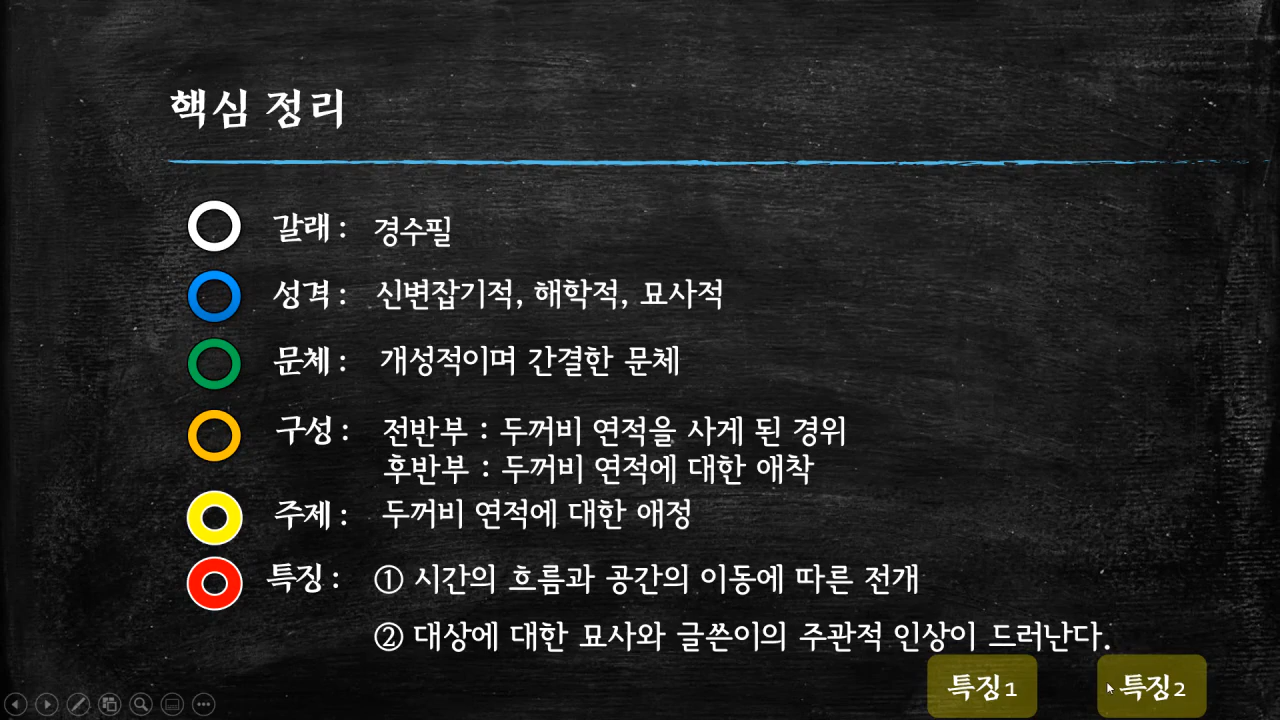 핵심 정리
갈래 : 경수필
성격 : 신변잡기적, 해학적, 묘사적
문체 : 개성적이며 간결한 문체
구성 : 전반부 : 두꺼비 연적을 사게 된 경위
후반부 : 두꺼비 연적에 대한 애착
주제 : 두꺼비 연적에 대한 애정
특징 : ① 시간의 흐름과 공간의 이동에 따른 전개
② 대상에 대한 묘사와 글쓴이의 주관적 인상이 드러난다.
특징1 특징2